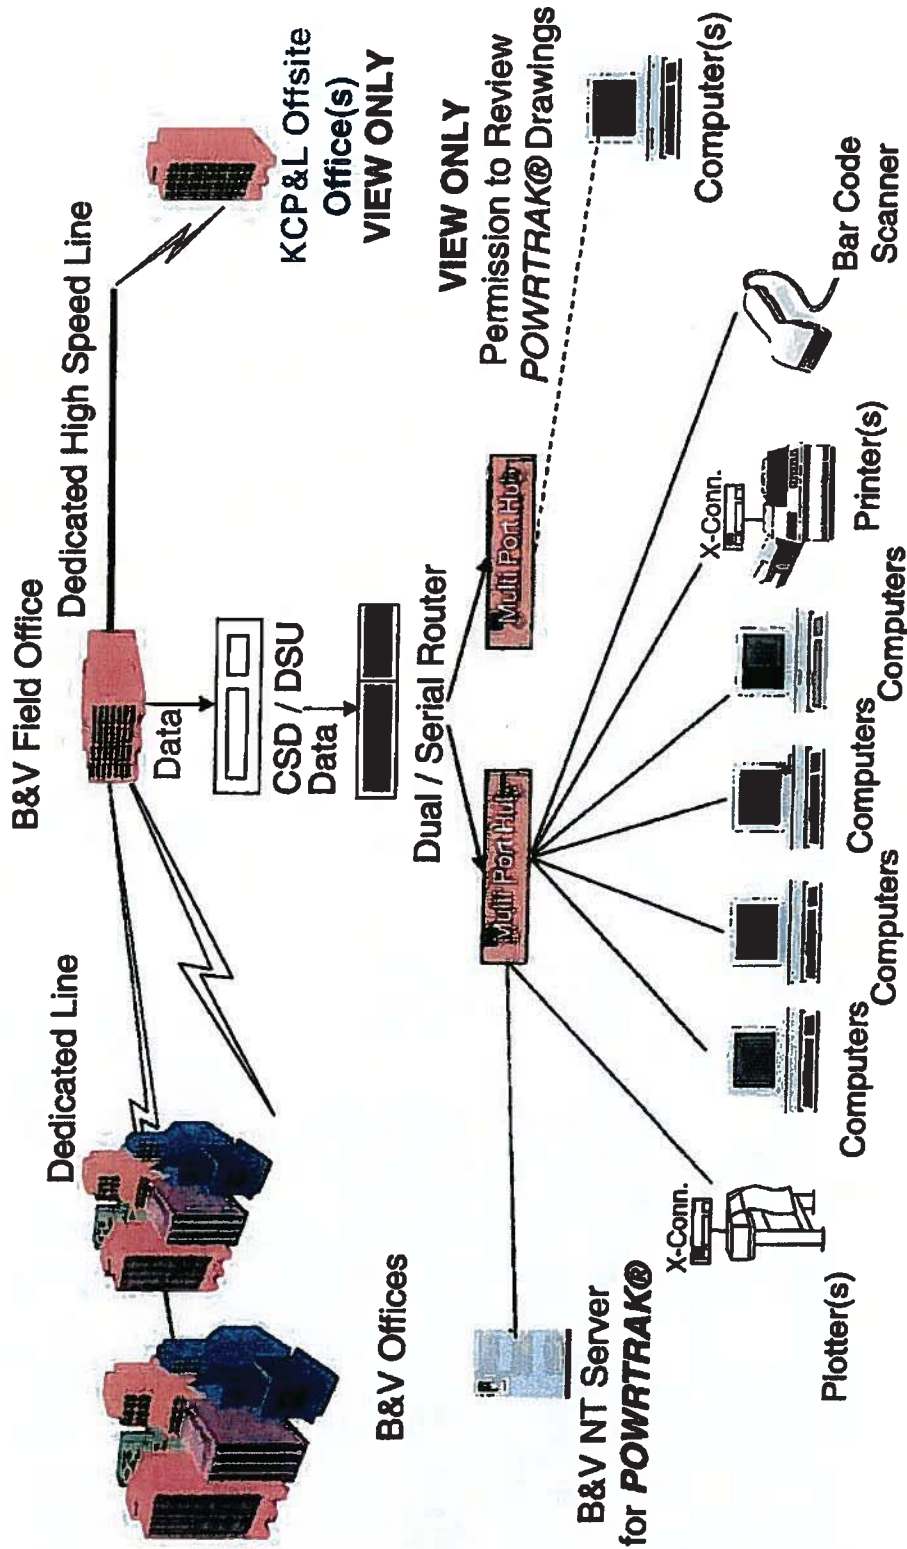 B&V Field Office
Dedicated Line
Dedicated High Speed Line
B&V Offices
Data
CSD / DSU
Data
KCP&L Offsite
Office(s)
VIEW ONLY
Dual / Serial Router
Multi Port Hub
Multi Port Hub
VIEW ONLY
Permission to Review
POWRTRAK® Drawings
Computer(s)
B&V NT Server
for POWRTRAK®
X-Conn.
Plotter(s)
Computers
Computers
Computers
Computers
X-Conn.
Printer(s)
Bar Code
Scanner